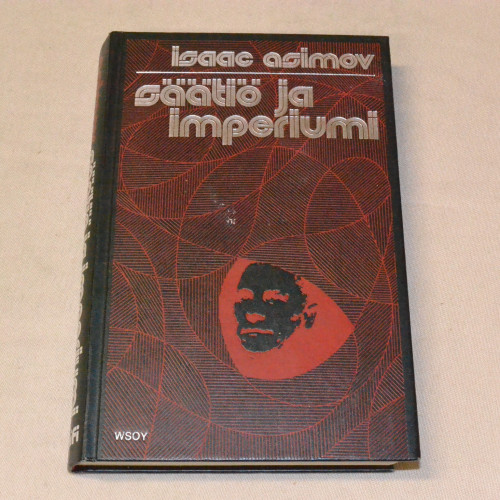 isaac asimov
säätiö ja
imperiumi
WSOY